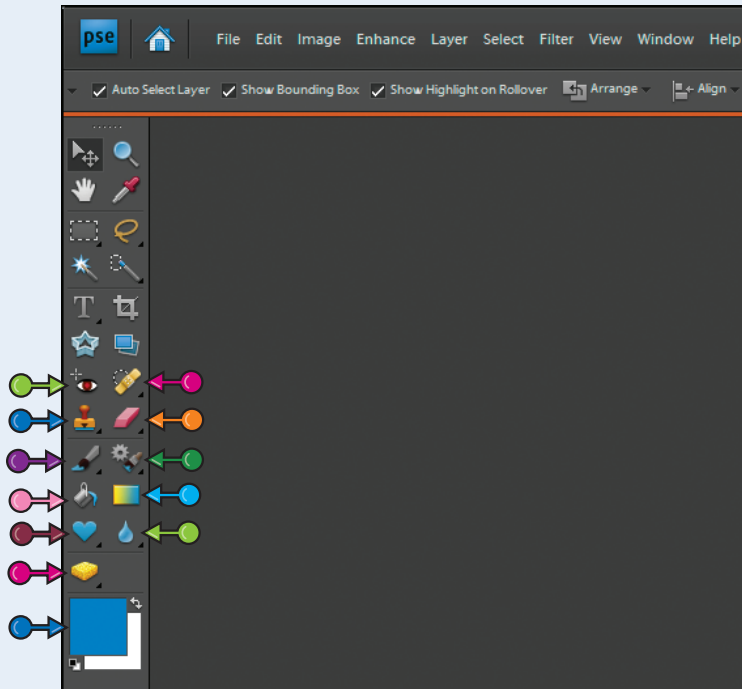 pse File Edit Image Enhance Layer Select Filter View Window Help
Auto Select Layer Show Bounding Box Show Highlight on Rollover Arrange Align
T